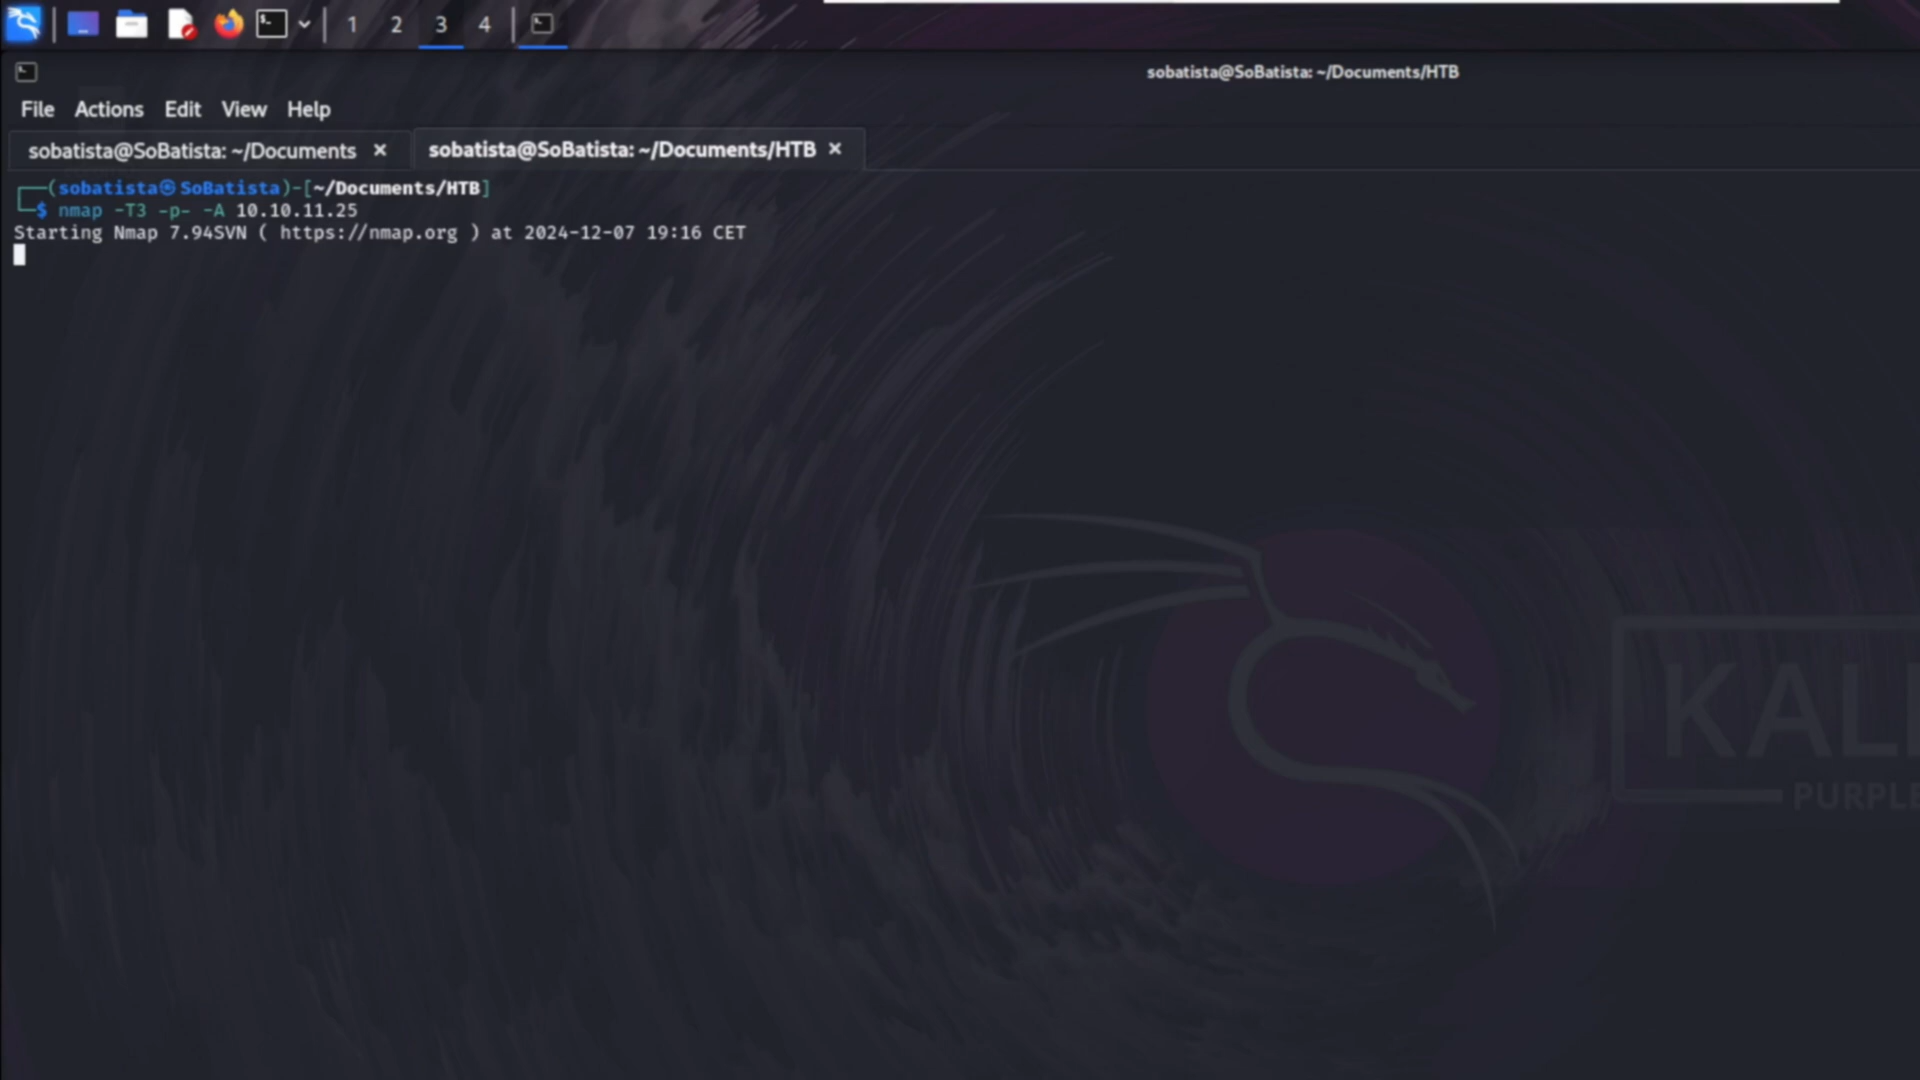 1 2 3 4
sobatista@SoBatista: ~/Documents/HTB
File Actions Edit View Help
sobatista@SoBatista: ~/Documents × sobatista@SoBatista: ~/Documents/HTB ×
┌──(sobatista㉿SoBatista)-[~/Documents/HTB]
└─$ nmap -T3 -p- -A 10.10.11.25
Starting Nmap 7.94SVN ( https://nmap.org ) at 2024-12-07 19:16 CET
KALI
PURPLE